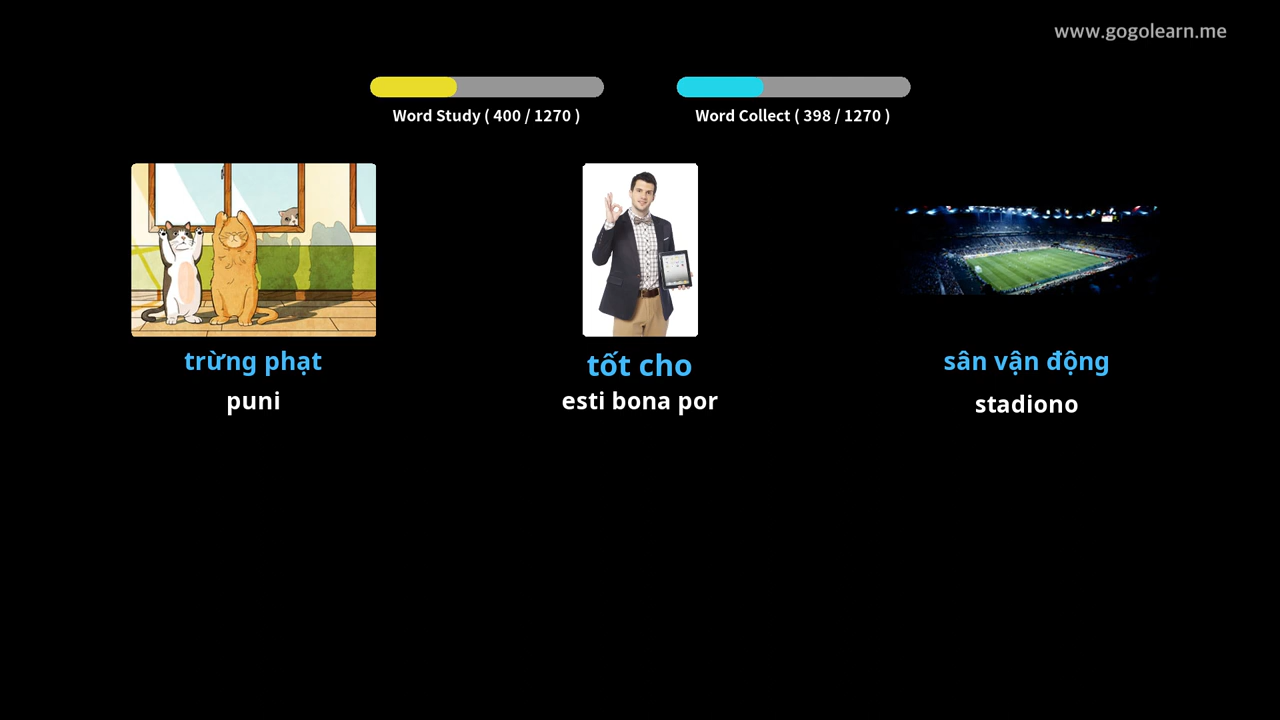 www.gogolearn.me
Word Study ( 400 / 1270 )
Word Collect ( 398 / 1270 )
trừng phạt
puni
tốt cho
esti bona por
sân vận động
stadiono